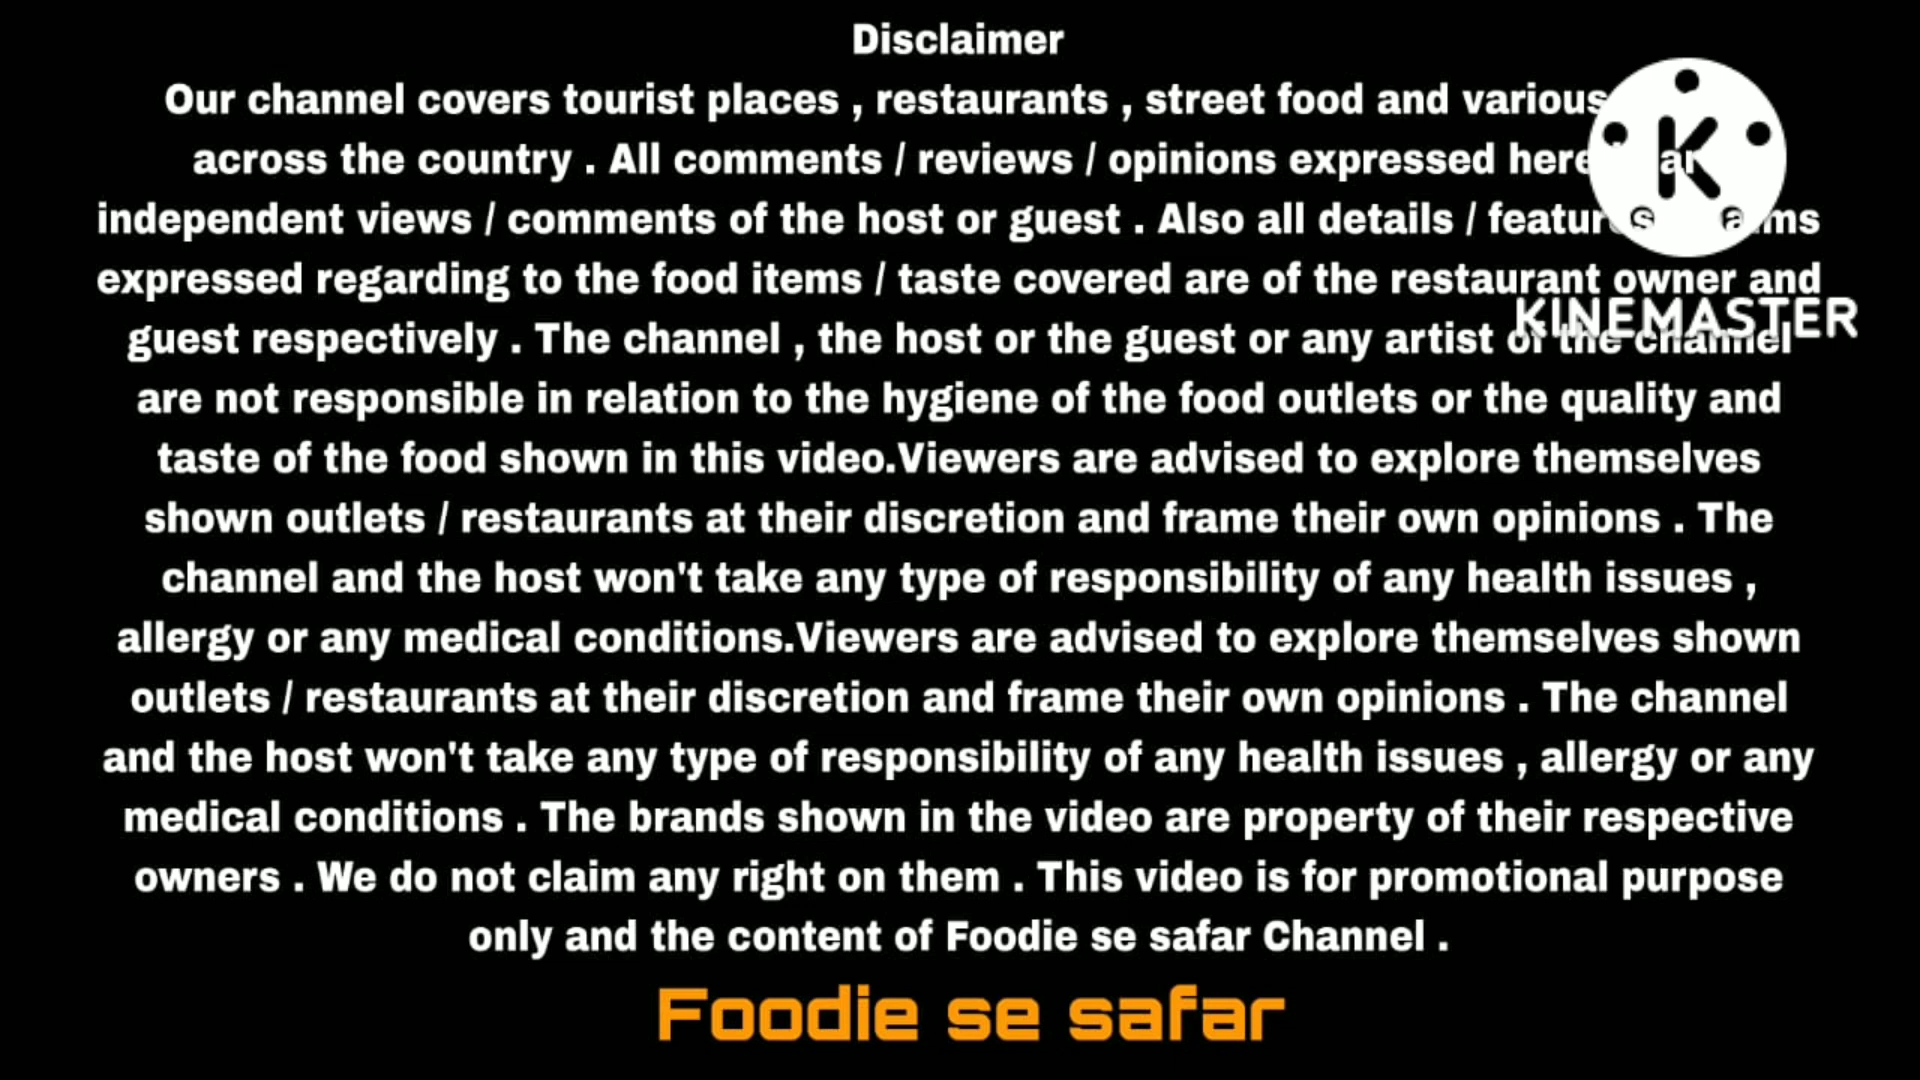 Disclaimer
Our channel covers tourist places , restaurants , street food and various
across the country . All comments / reviews / opinions expressed here
independent views / comments of the host or guest . Also all details /
expressed regarding to the food items / taste covered are of the restaurant owner and
guest respectively . The channel , the host or the guest or any artist of the channel
are not responsible in relation to the hygiene of the food outlets or the quality and
taste of the food shown in this video.Viewers are advised to explore themselves
shown outlets / restaurants at their discretion and frame their own opinions . The
channel and the host won't take any type of responsibility of any health issues ,
allergy or any medical conditions.Viewers are advised to explore themselves shown
outlets / restaurants at their discretion and frame their own opinions . The channel
and the host won't take any type of responsibility of any health issues , allergy or any
medical conditions . The brands shown in the video are property of their respective
owners . We do not claim any right on them . This video is for promotional purpose
only and the content of Foodie se safar Channel .
Foodie se safar
K
KINEMASTER